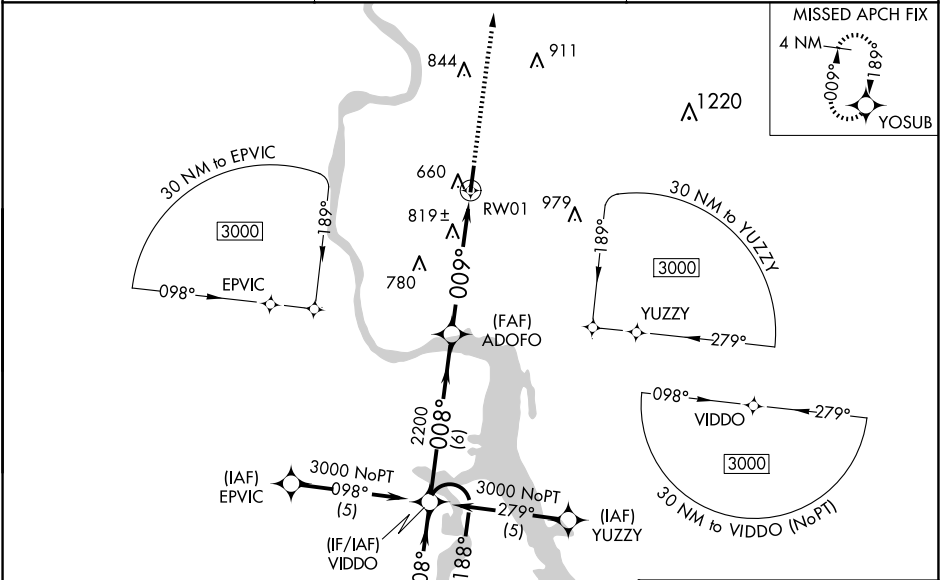 MISSED APCH FIX
4 NM
009°
189°
YOSUB
844
911
1220
30 NM to EPVIC
3000
189°
098°
EPVIC
660
RW01
819±
979
780
009°
30 NM to YUZZY
189°
3000
YUZZY
279°
(FAF)
ADOFO
2200
008°
(6)
098°
279°
VIDDO
3000
30 NM to VIDDO (NoPT)
(IAF)
EPVIC
3000 NoPT
098°
(5)
3000 NoPT
279°
(5)
(IAF)
YUZZY
(IF/IAF)
VIDDO
08°
188°